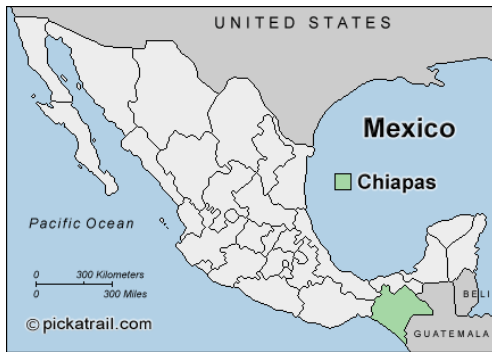 UNITED STATES
Mexico
Chiapas
Pacific Ocean
0 300 Kilometers
0 300 Miles
BELI
© pickatrail.com
GUATEMALA